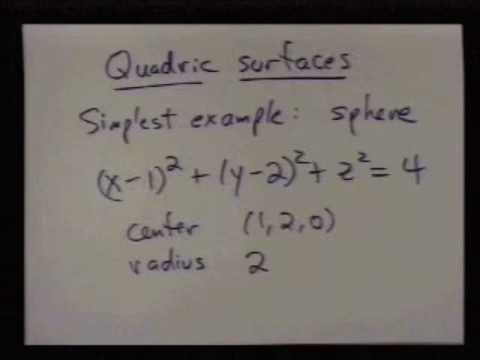 Quadric surfaces
Simplest example: sphere
(x-1)² + (y-2)² + z² = 4
center (1, 2, 0)
radius 2